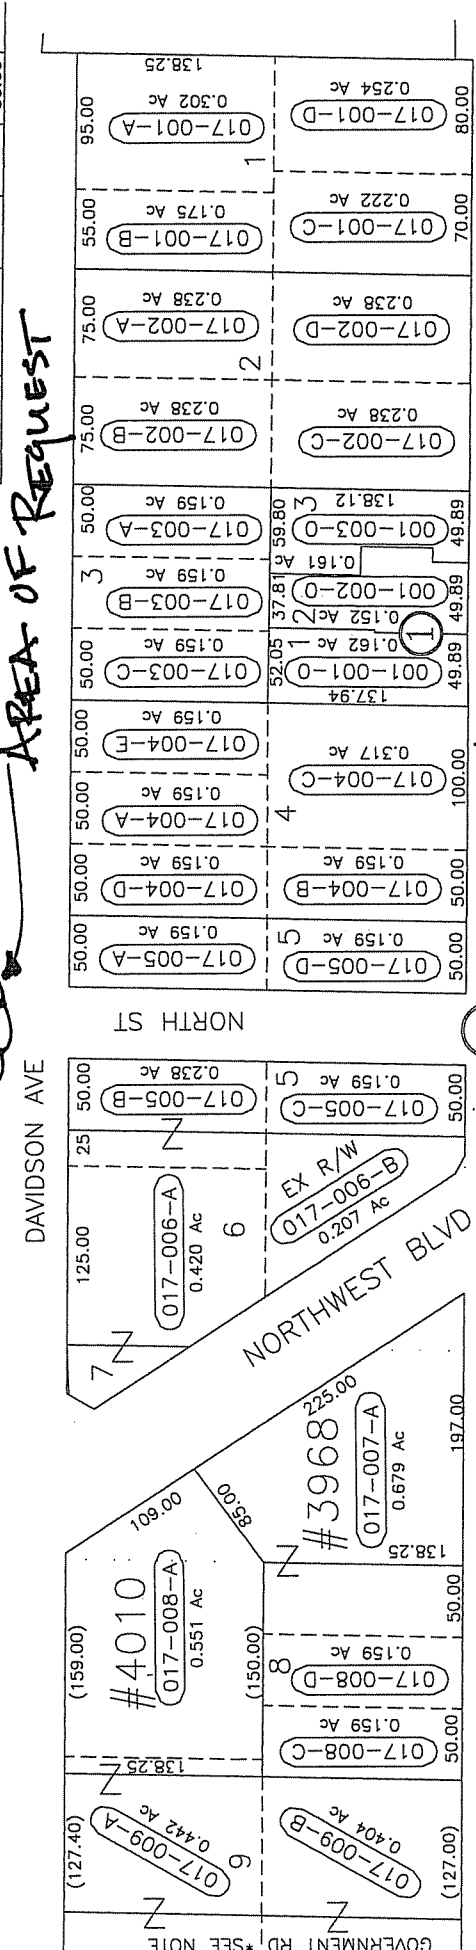 AREA OF REQUEST
138.25
95.00
0.302 Ac
017-001-A
1
0.254 Ac
017-001-D
80.00
55.00
0.175 Ac
017-001-B
0.222 Ac
017-001-C
70.00
75.00
0.238 Ac
017-002-A
2
0.238 Ac
017-002-D
75.00
0.238 Ac
017-002-B
0.238 Ac
017-002-C
50.00
0.159 Ac
017-003-A
59.80
3
138.12
001-003-0
49.89
3
0.159 Ac
017-003-B
0.161 Ac
37.81
2
001-002-0
0.152 Ac
49.89
1
50.00
0.159 Ac
017-003-C
52.05
1
0.162 Ac
001-001-0
137.94
49.89
50.00
0.159 Ac
017-004-E
0.317 Ac
017-004-C
100.00
50.00
0.159 Ac
017-004-A
4
50.00
0.159 Ac
017-004-D
0.159 Ac
017-004-B
50.00
50.00
0.159 Ac
017-005-A
5
0.159 Ac
017-005-D
50.00
NORTH ST
DAVIDSON AVE
50.00
0.238 Ac
017-005-B
5
0.159 Ac
017-005-C
50.00
25
Z
125.00
017-006-A
0.420 Ac
6
EX R/W
017-006-B
0.207 Ac
7
Z
NORTHWEST BLVD
225.00
#3968
017-007-A
0.679 Ac
197.00
138.25
Z
109.00
85.00
(159.00)
#4010
017-008-A
0.551 Ac
(150.00)
50.00
8
0.159 Ac
017-008-D
0.159 Ac
017-008-C
50.00
Z
138.25
(127.40)
017-009-A
0.442 Ac
9
017-009-B
0.404 Ac
(127.00)
Z
Z
*SEE NOTE
GOVERNMENT RD